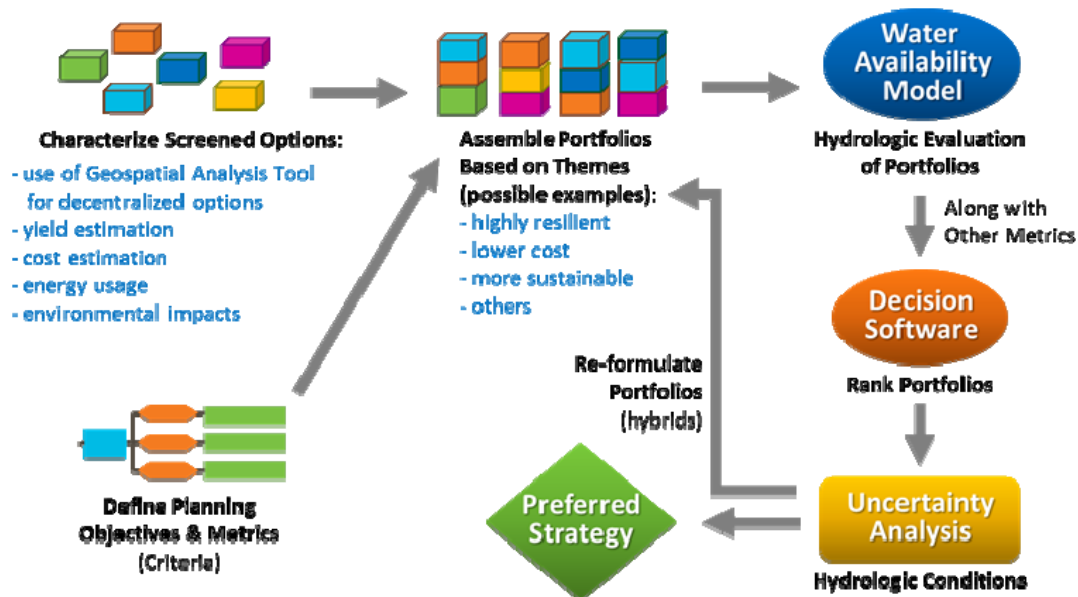 Characterize Screened Options:
- use of Geospatial Analysis Tool
for decentralized options
- yield estimation
- cost estimation
- energy usage
- environmental impacts
Assemble Portfolios
Based on Themes
(possible examples):
- highly resilient
- lower cost
- more sustainable
- others
Water
Availability
Model
Hydrologic Evaluation
of Portfolios
Along with
Other Metrics
Decision
Software
Rank Portfolios
Re-formulate
Portfolios
(hybrids)
Define Planning
Objectives & Metrics
(Criteria)
Preferred
Strategy
Uncertainty
Analysis
Hydrologic Conditions